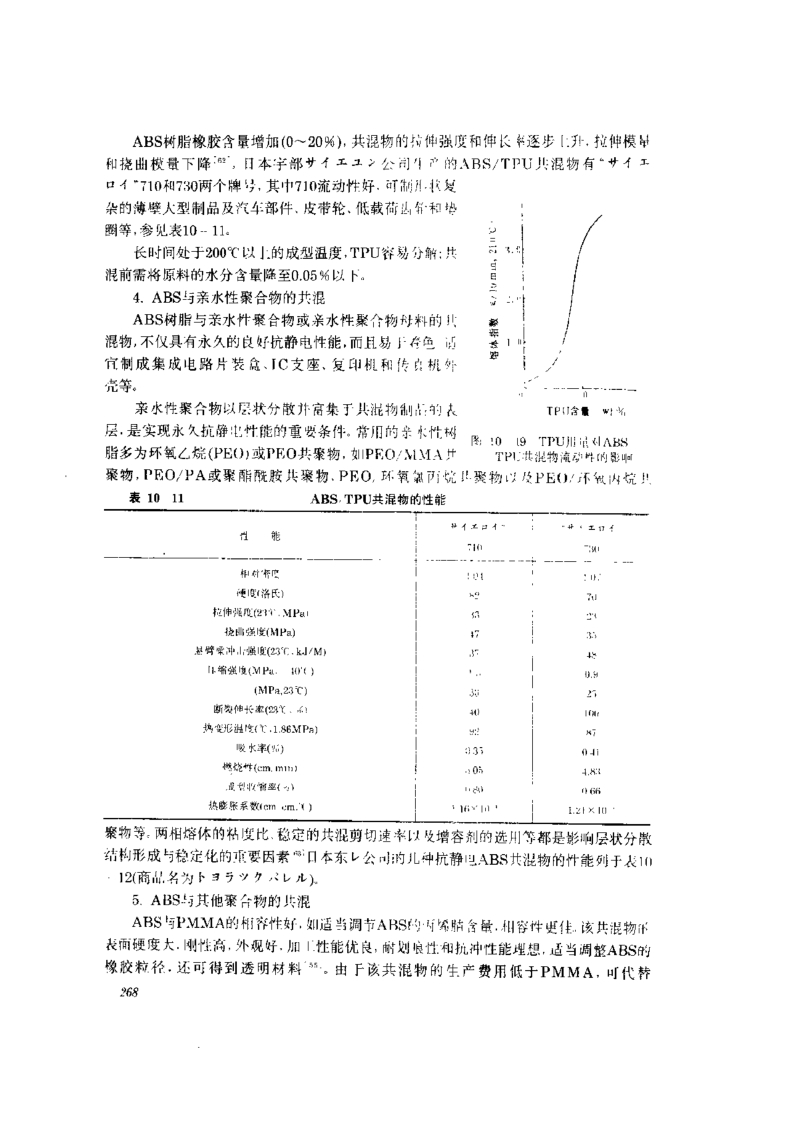 ABS树脂橡胶含量增加(0~20%),共混物的拉伸强度和伸长率逐步上升,拉伸模量
和挠曲模量下降[62]。日本宇部サイエユン公司生产的ABS/TPU共混物有“サイエ
ロイ”710和730两个牌号,其中710流动性好,可制形状复
杂的薄壁大型制品及汽车部件、皮带轮、低载荷齿轮和垫
圈等,参见表10-11。
长时间处于200℃以上的成型温度,TPU容易分解;共
混前需将原料的水分含量降至0.05%以下。
4. ABS与亲水性聚合物的共混
ABS树脂与亲水性聚合物或亲水性聚合物母料的共
混物,不仅具有永久的良好抗静电性能,而且易于着色,适
宜制成集成电路片装盒、IC支座、复印机和传真机外
壳等。
亲水性聚合物以层状分散并富集于共混物制品的表
层,是实现永久抗静电性能的重要条件。常用的亲水性树
脂多为环氧乙烷(PEO)或PEO共聚物,如PEO/MMA共
聚物,PEO/PA或聚酯酰胺共聚物、PEO/环氧氯丙烷共聚物以及PEO/环氧丙烷共
熔体指数
TPU含量 wt%
图 10 19 TPU用量对ABS
TPU共混物流动性的影响
表 10 11 ABS/TPU共混物的性能
性 能 サイエロイ サイエロイ
710 730
相对密度 1.04
硬度(洛氏) 82 70
拉伸强度(23℃,MPa)
挠曲强度(MPa) 47
悬臂梁冲击强度(23℃,kJ/M) 37 48
压缩强度(MPa, 40℃) 0.9
(MPa,23℃) 25
断裂伸长率(23℃,%) 40 100
热变形温度(℃,1.86MPa) 87
吸水率(%) 0.35 0.41
燃烧性(cm/min) 4.83
成型收缩率(%) 0.66
热膨胀系数(cm/cm.℃)
聚物等。两相熔体的粘度比、稳定的共混剪切速率以及增容剂的选用等都是影响层状分散
结构形成与稳定化的重要因素 日本东レ公司的几种抗静电ABS共混物的性能列于表10
-12(商品名为トヨラックパレル)。
5. ABS与其他聚合物的共混
ABS与PMMA的相容性好,如适当调节ABS的丙烯腈含量,相容性更佳。该共混物的
表面硬度大,刚性高,外观好,加工性能优良,耐划痕性和抗冲性能理想,适当调整ABS的
橡胶粒径,还可得到透明材料[55]。由于该共混物的生产费用低于PMMA,可代替
268